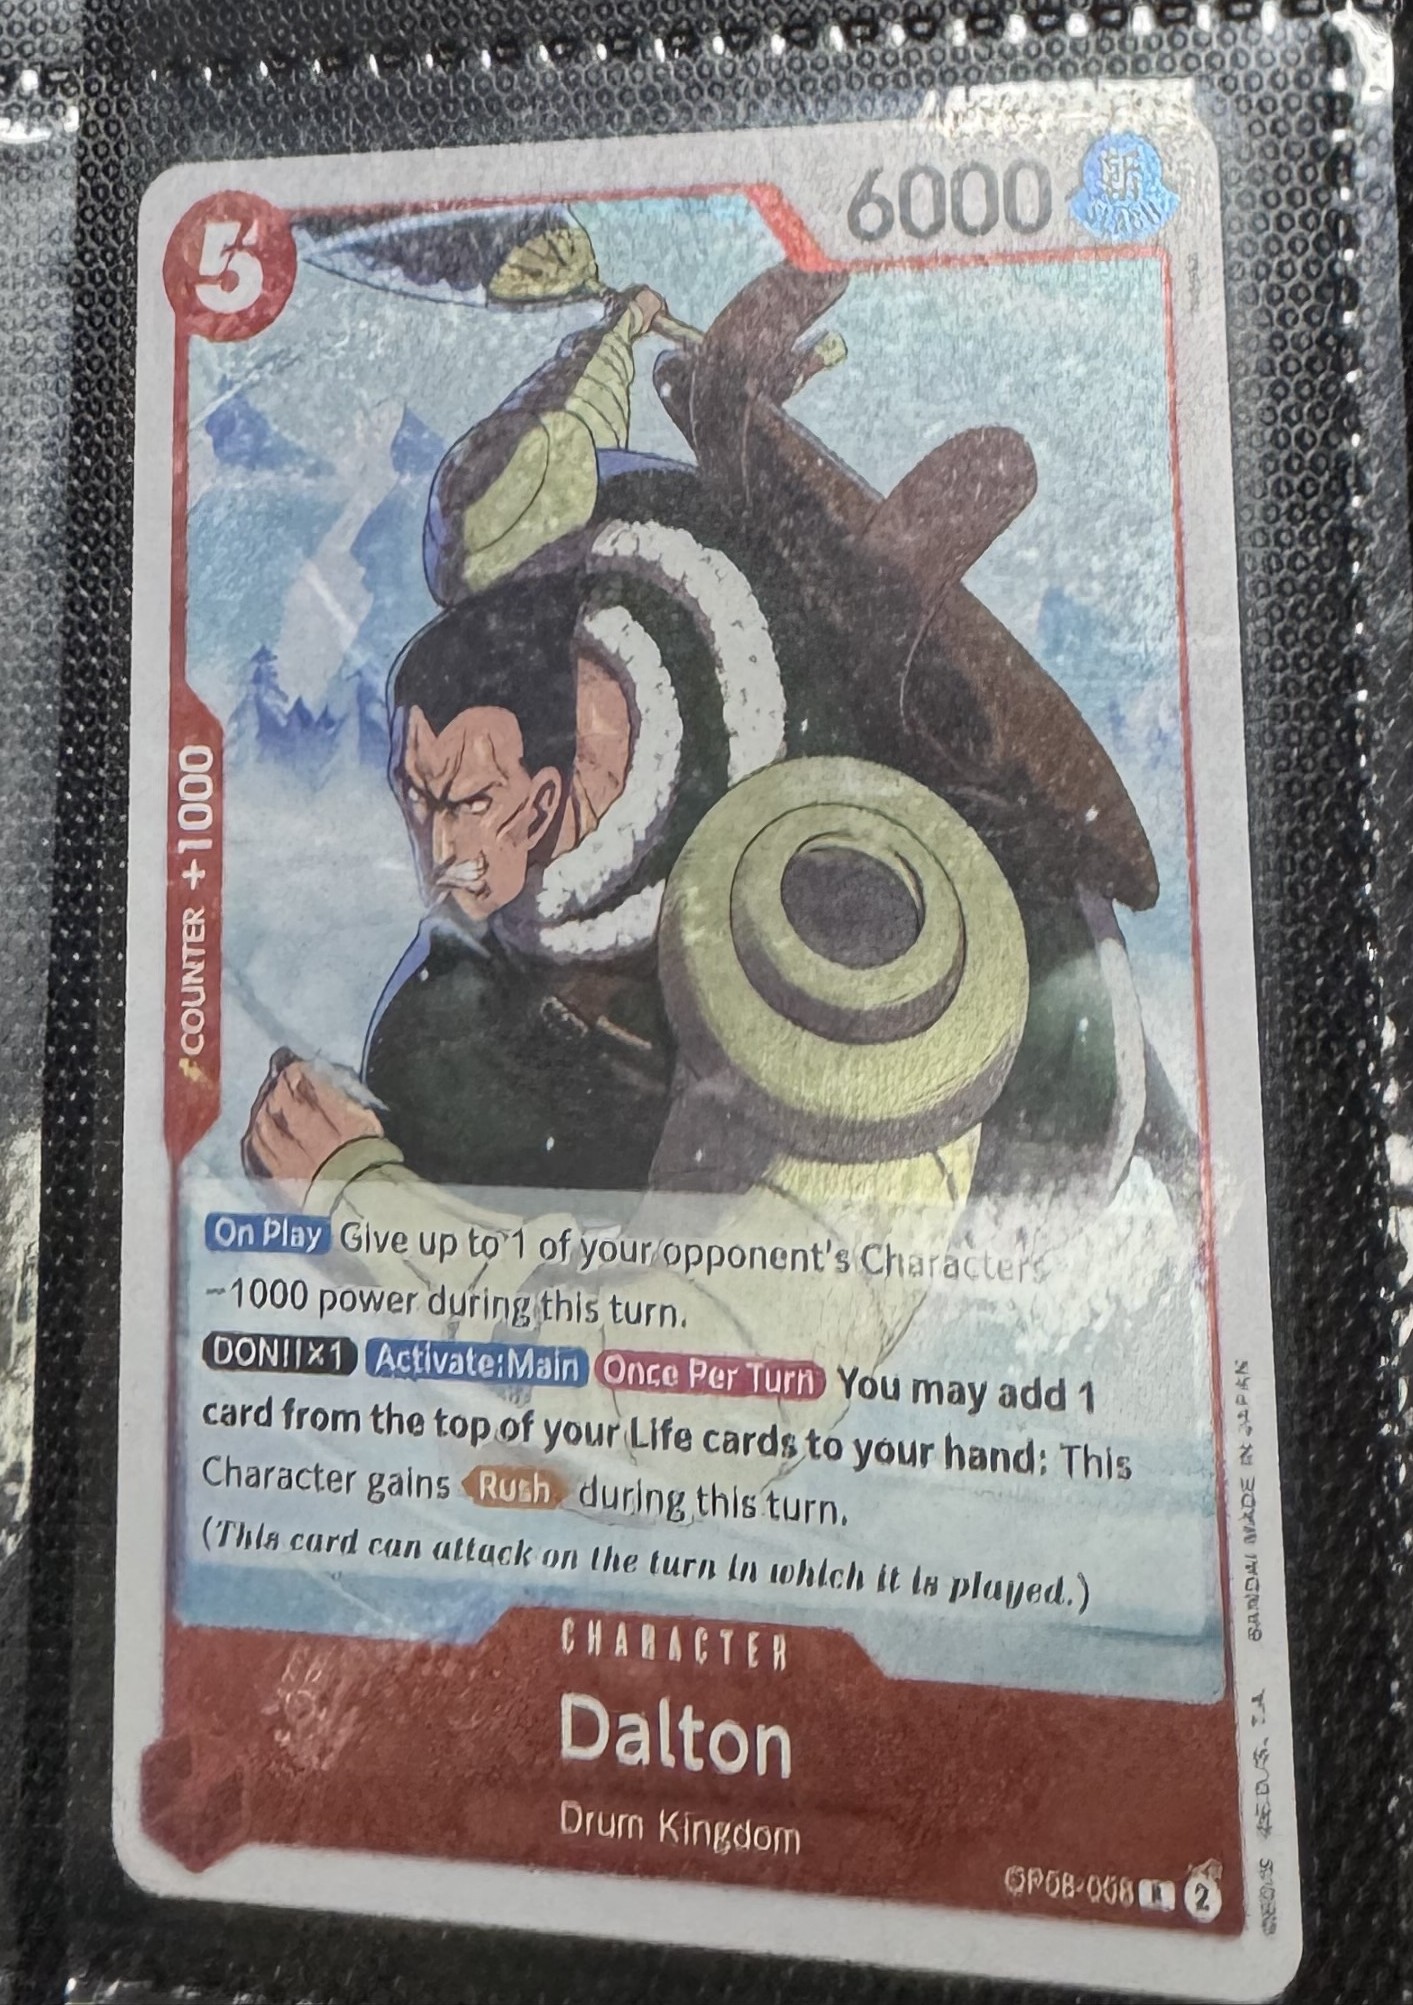 5
6000
COUNTER +1000
On Play Give up to 1 of your opponent's Characters
−1000 power during this turn.
DON!!×1 Activate:Main Once Per Turn You may add 1
card from the top of your Life cards to your hand: This
Character gains Rush during this turn.
(This card can attack on the turn in which it is played.)
CHARACTER
Dalton
Drum Kingdom
R 2
BANDAI MADE IN JAPAN